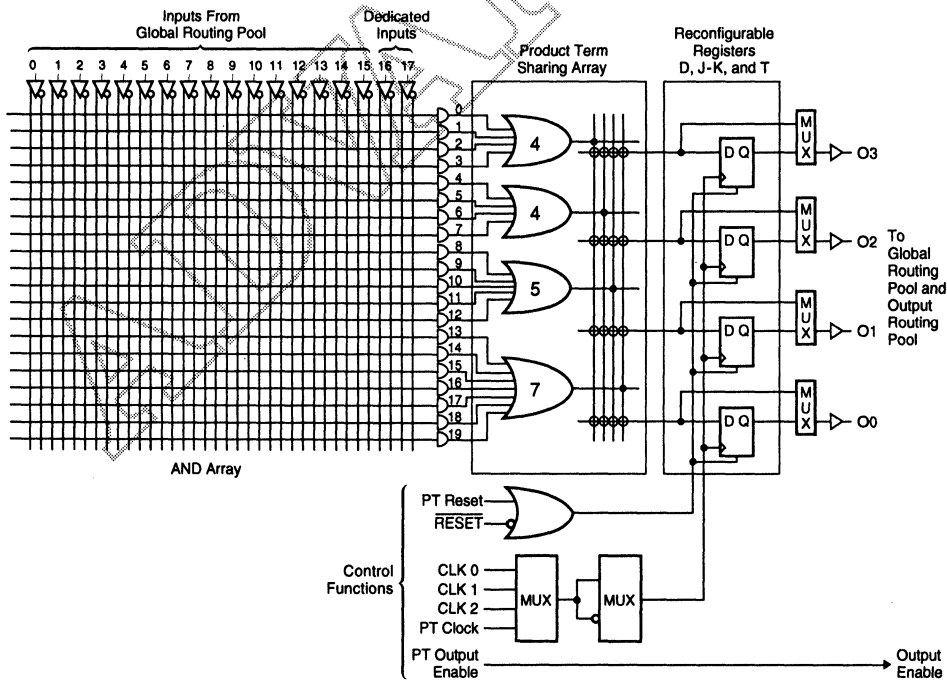 Inputs From
Global Routing Pool
Dedicated
Inputs
0 1 2 3 4 5 6 7 8 9 10 11 12 13 14 15 16 17
Product Term
Sharing Array
Reconfigurable
Registers
D, J-K, and T
0
1
2
3
4
5
6
7
8
9
10
11
12
13
14
15
16
17
18
19
4
4
5
7
AND Array
D Q
MUX
O3
D Q
MUX
O2
D Q
MUX
O1
D Q
MUX
O0
To
Global
Routing
Pool and
Output
Routing
Pool
Control
Functions
PT Reset
RESET
CLK 0
CLK 1
CLK 2
PT Clock
MUX
MUX
PT Output
Enable
Output
Enable